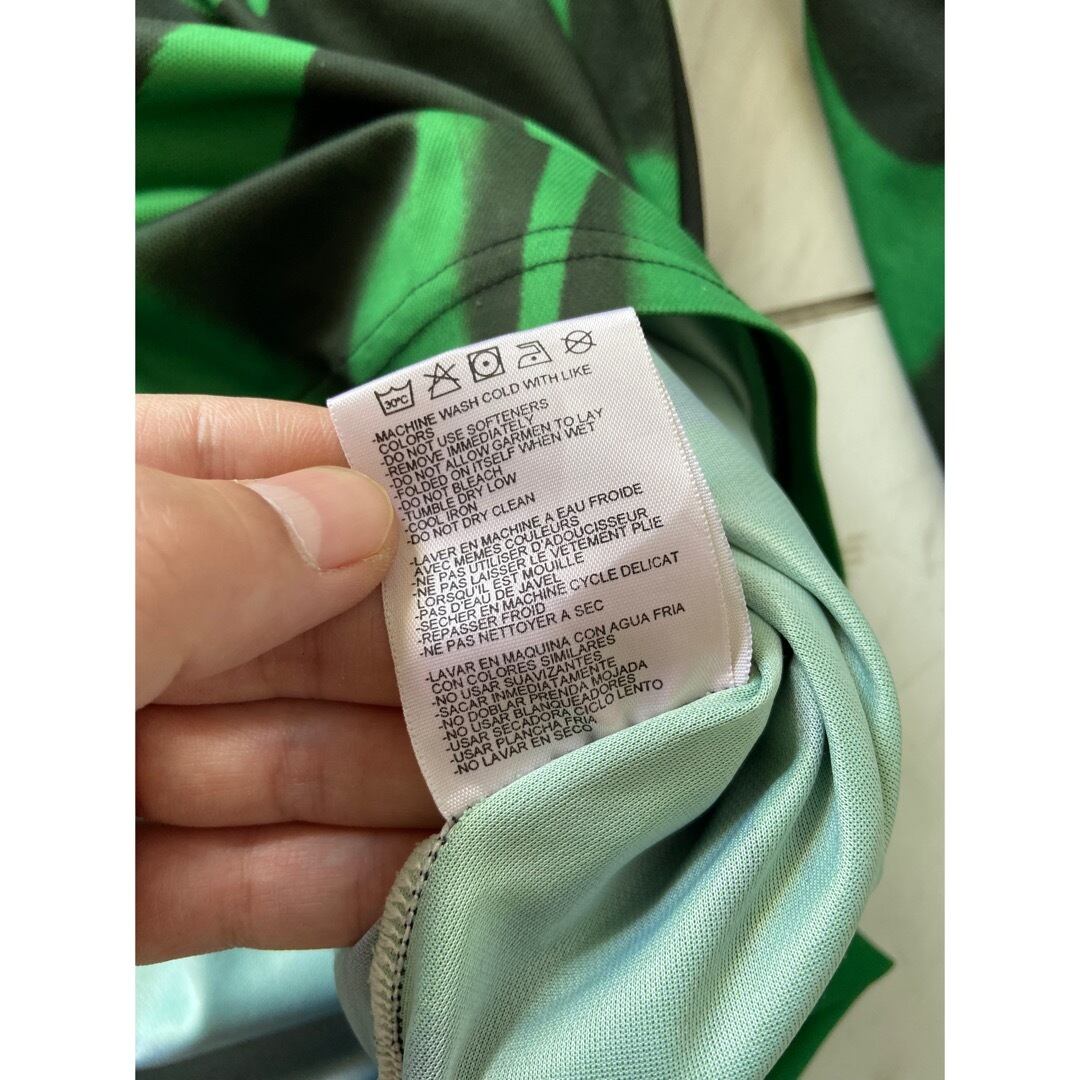 30°C
-MACHINE WASH COLD WITH LIKE
COLORS
-DO NOT USE SOFTENERS
-REMOVE IMMEDIATELY
-DO NOT ALLOW GARMEN TO LAY
-FOLDED ON ITSELF WHEN WET
-DO NOT BLEACH
-TUMBLE DRY LOW
-COOL IRON
-DO NOT DRY CLEAN
-LAVER EN MACHINE A EAU FROIDE
AVEC MEMES COULEURS
-NE PAS UTILISER D'ADOUCISSEUR
-NE PAS LAISSER LE VETEMENT PLIE
LORSQU'IL EST MOUILLE
-PAS D'EAU DE JAVEL
-SECHER EN MACHINE CYCLE DELICAT
-REPASSER FROID
-NE PAS NETTOYER A SEC
-LAVAR EN MAQUINA CON AGUA FRIA
CON COLORES SIMILARES
-NO USAR SUAVIZANTES
-SACAR INMEDIATAMENTE
-NO DOBLAR PRENDA MOJADA
-NO USAR BLANQUEADORES
-USAR SECADORA CICLO LENTO
-USAR PLANCHA FRIA
-NO LAVAR EN SECO